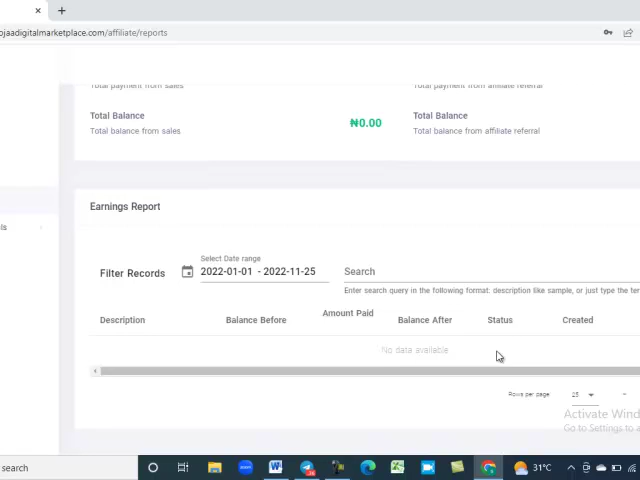 ojaadigitalmarketplace.com/affiliate/reports
Total payment from sales
Total payment from affiliate referral
Total Balance
Total balance from sales
₦0.00
Total Balance
Total balance from affiliate referral
ls
Earnings Report
Filter Records
Select Date range
2022-01-01 - 2022-11-25
Search
Enter search query in the following format: description like sample, or just type the ter
Description
Balance Before
Amount Paid
Balance After
Status
Created
No data available
Rows per page
25
Activate Wind
Go to Settings to a
search
zoom
31°C